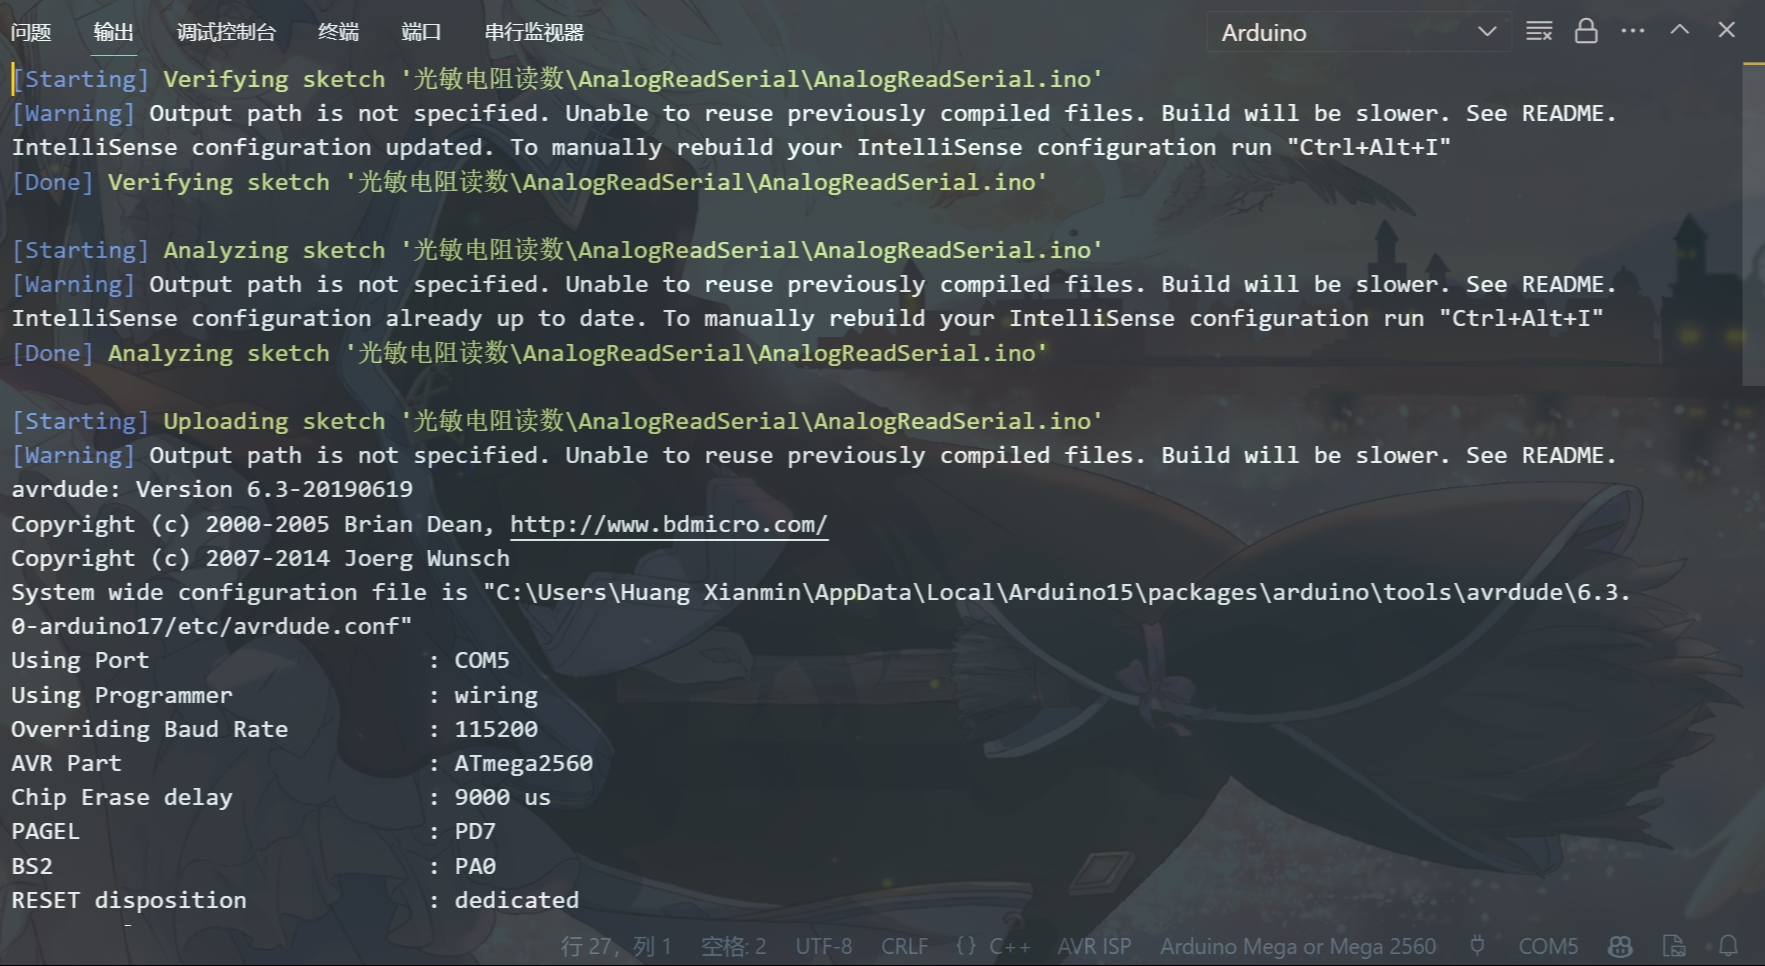 问题 输出 调试控制台 终端 端口 串行监视器 Arduino
[Starting] Verifying sketch '光敏电阻读数\AnalogReadSerial\AnalogReadSerial.ino'
[Warning] Output path is not specified. Unable to reuse previously compiled files. Build will be slower. See README.
IntelliSense configuration updated. To manually rebuild your IntelliSense configuration run "Ctrl+Alt+I"
[Done] Verifying sketch '光敏电阻读数\AnalogReadSerial\AnalogReadSerial.ino'
[Starting] Analyzing sketch '光敏电阻读数\AnalogReadSerial\AnalogReadSerial.ino'
[Warning] Output path is not specified. Unable to reuse previously compiled files. Build will be slower. See README.
IntelliSense configuration already up to date. To manually rebuild your IntelliSense configuration run "Ctrl+Alt+I"
[Done] Analyzing sketch '光敏电阻读数\AnalogReadSerial\AnalogReadSerial.ino'
[Starting] Uploading sketch '光敏电阻读数\AnalogReadSerial\AnalogReadSerial.ino'
[Warning] Output path is not specified. Unable to reuse previously compiled files. Build will be slower. See README.
avrdude: Version 6.3-20190619
Copyright (c) 2000-2005 Brian Dean, http://www.bdmicro.com/
Copyright (c) 2007-2014 Joerg Wunsch
System wide configuration file is "C:\Users\Huang Xianmin\AppData\Local\Arduino15\packages\arduino\tools\avrdude\6.3.
0-arduino17/etc/avrdude.conf"
Using Port : COM5
Using Programmer : wiring
Overriding Baud Rate : 115200
AVR Part : ATmega2560
Chip Erase delay : 9000 us
PAGEL : PD7
BS2 : PA0
RESET disposition : dedicated
行 27，列 1 空格: 2 UTF-8 CRLF {} C++ AVR ISP Arduino Mega or Mega 2560 COM5